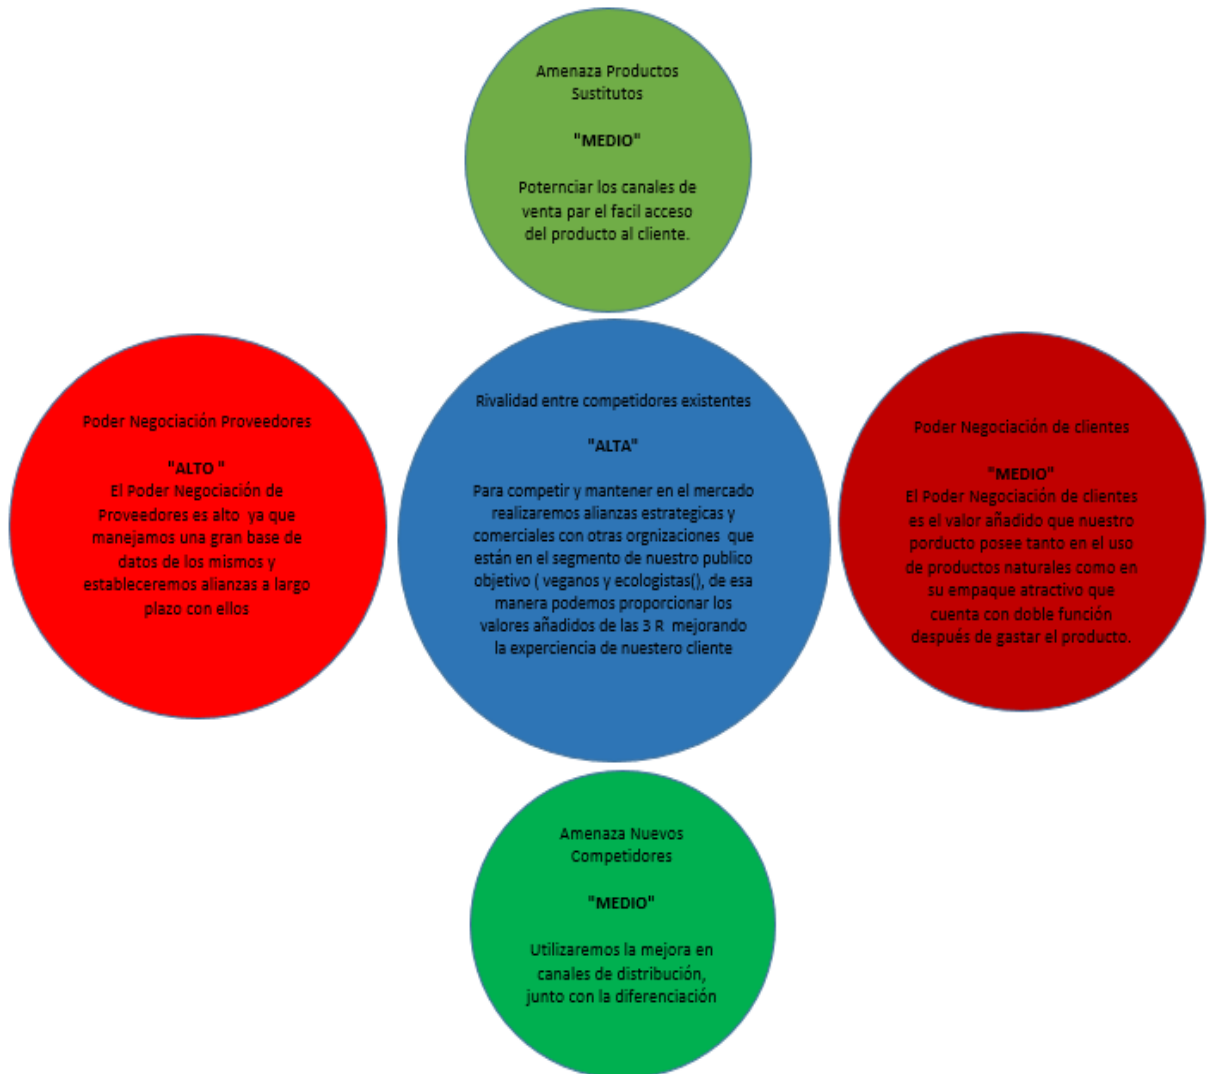 Amenaza Productos
Sustitutos
"MEDIO"
Poternciar los canales de
venta par el facil acceso
del producto al cliente.
Poder Negociación Proveedores
"ALTO "
El Poder Negociación de
Proveedores es alto  ya que
manejamos una gran base de
datos de los mismos y
estableceremos alianzas a largo
plazo con ellos
Rivalidad entre competidores existentes
"ALTA"
Para competir y mantener en el mercado
realizaremos alianzas estrategicas y
comerciales con otras orgnizaciones  que
están en el segmento de nuestro publico
objetivo ( veganos y ecologistas(), de esa
manera podemos proporcionar los
valores añadidos de las 3 R  mejorando
la experciencia de nuestero cliente
Poder Negociación de clientes
"MEDIO"
El Poder Negociación de clientes
es el valor añadido que nuestro
porducto posee tanto en el uso
de productos naturales como en
su empaque atractivo que
cuenta con doble función
después de gastar el producto.
Amenaza Nuevos
Competidores
"MEDIO"
Utilizaremos la mejora en
canales de distribución,
junto con la diferenciación